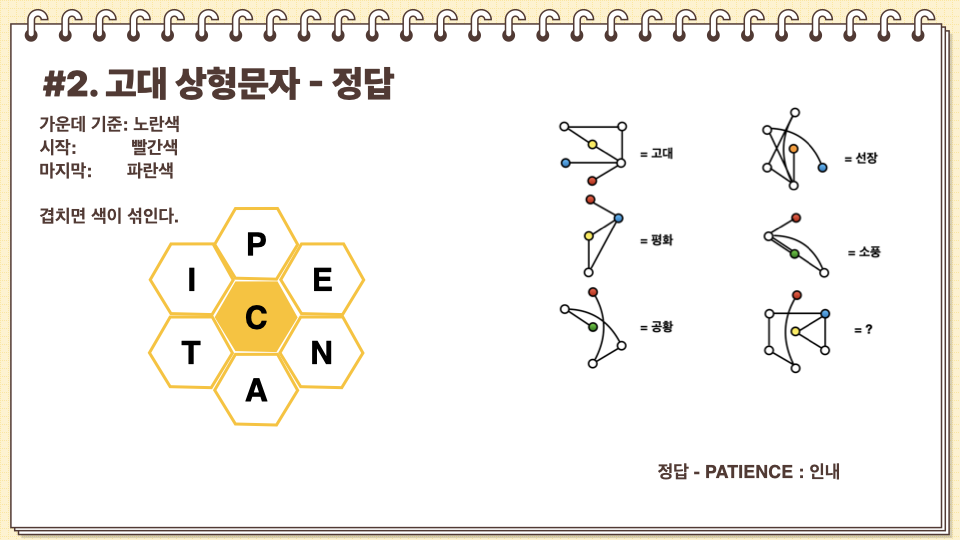 #2. 고대 상형문자 - 정답
가운데 기준: 노란색
시작: 빨간색
마지막: 파란색
겹치면 색이 섞인다.
P
I
E
C
T
N
A
= 고대
= 선장
= 평화
= 소풍
= 공황
= ?
정답 - PATIENCE : 인내